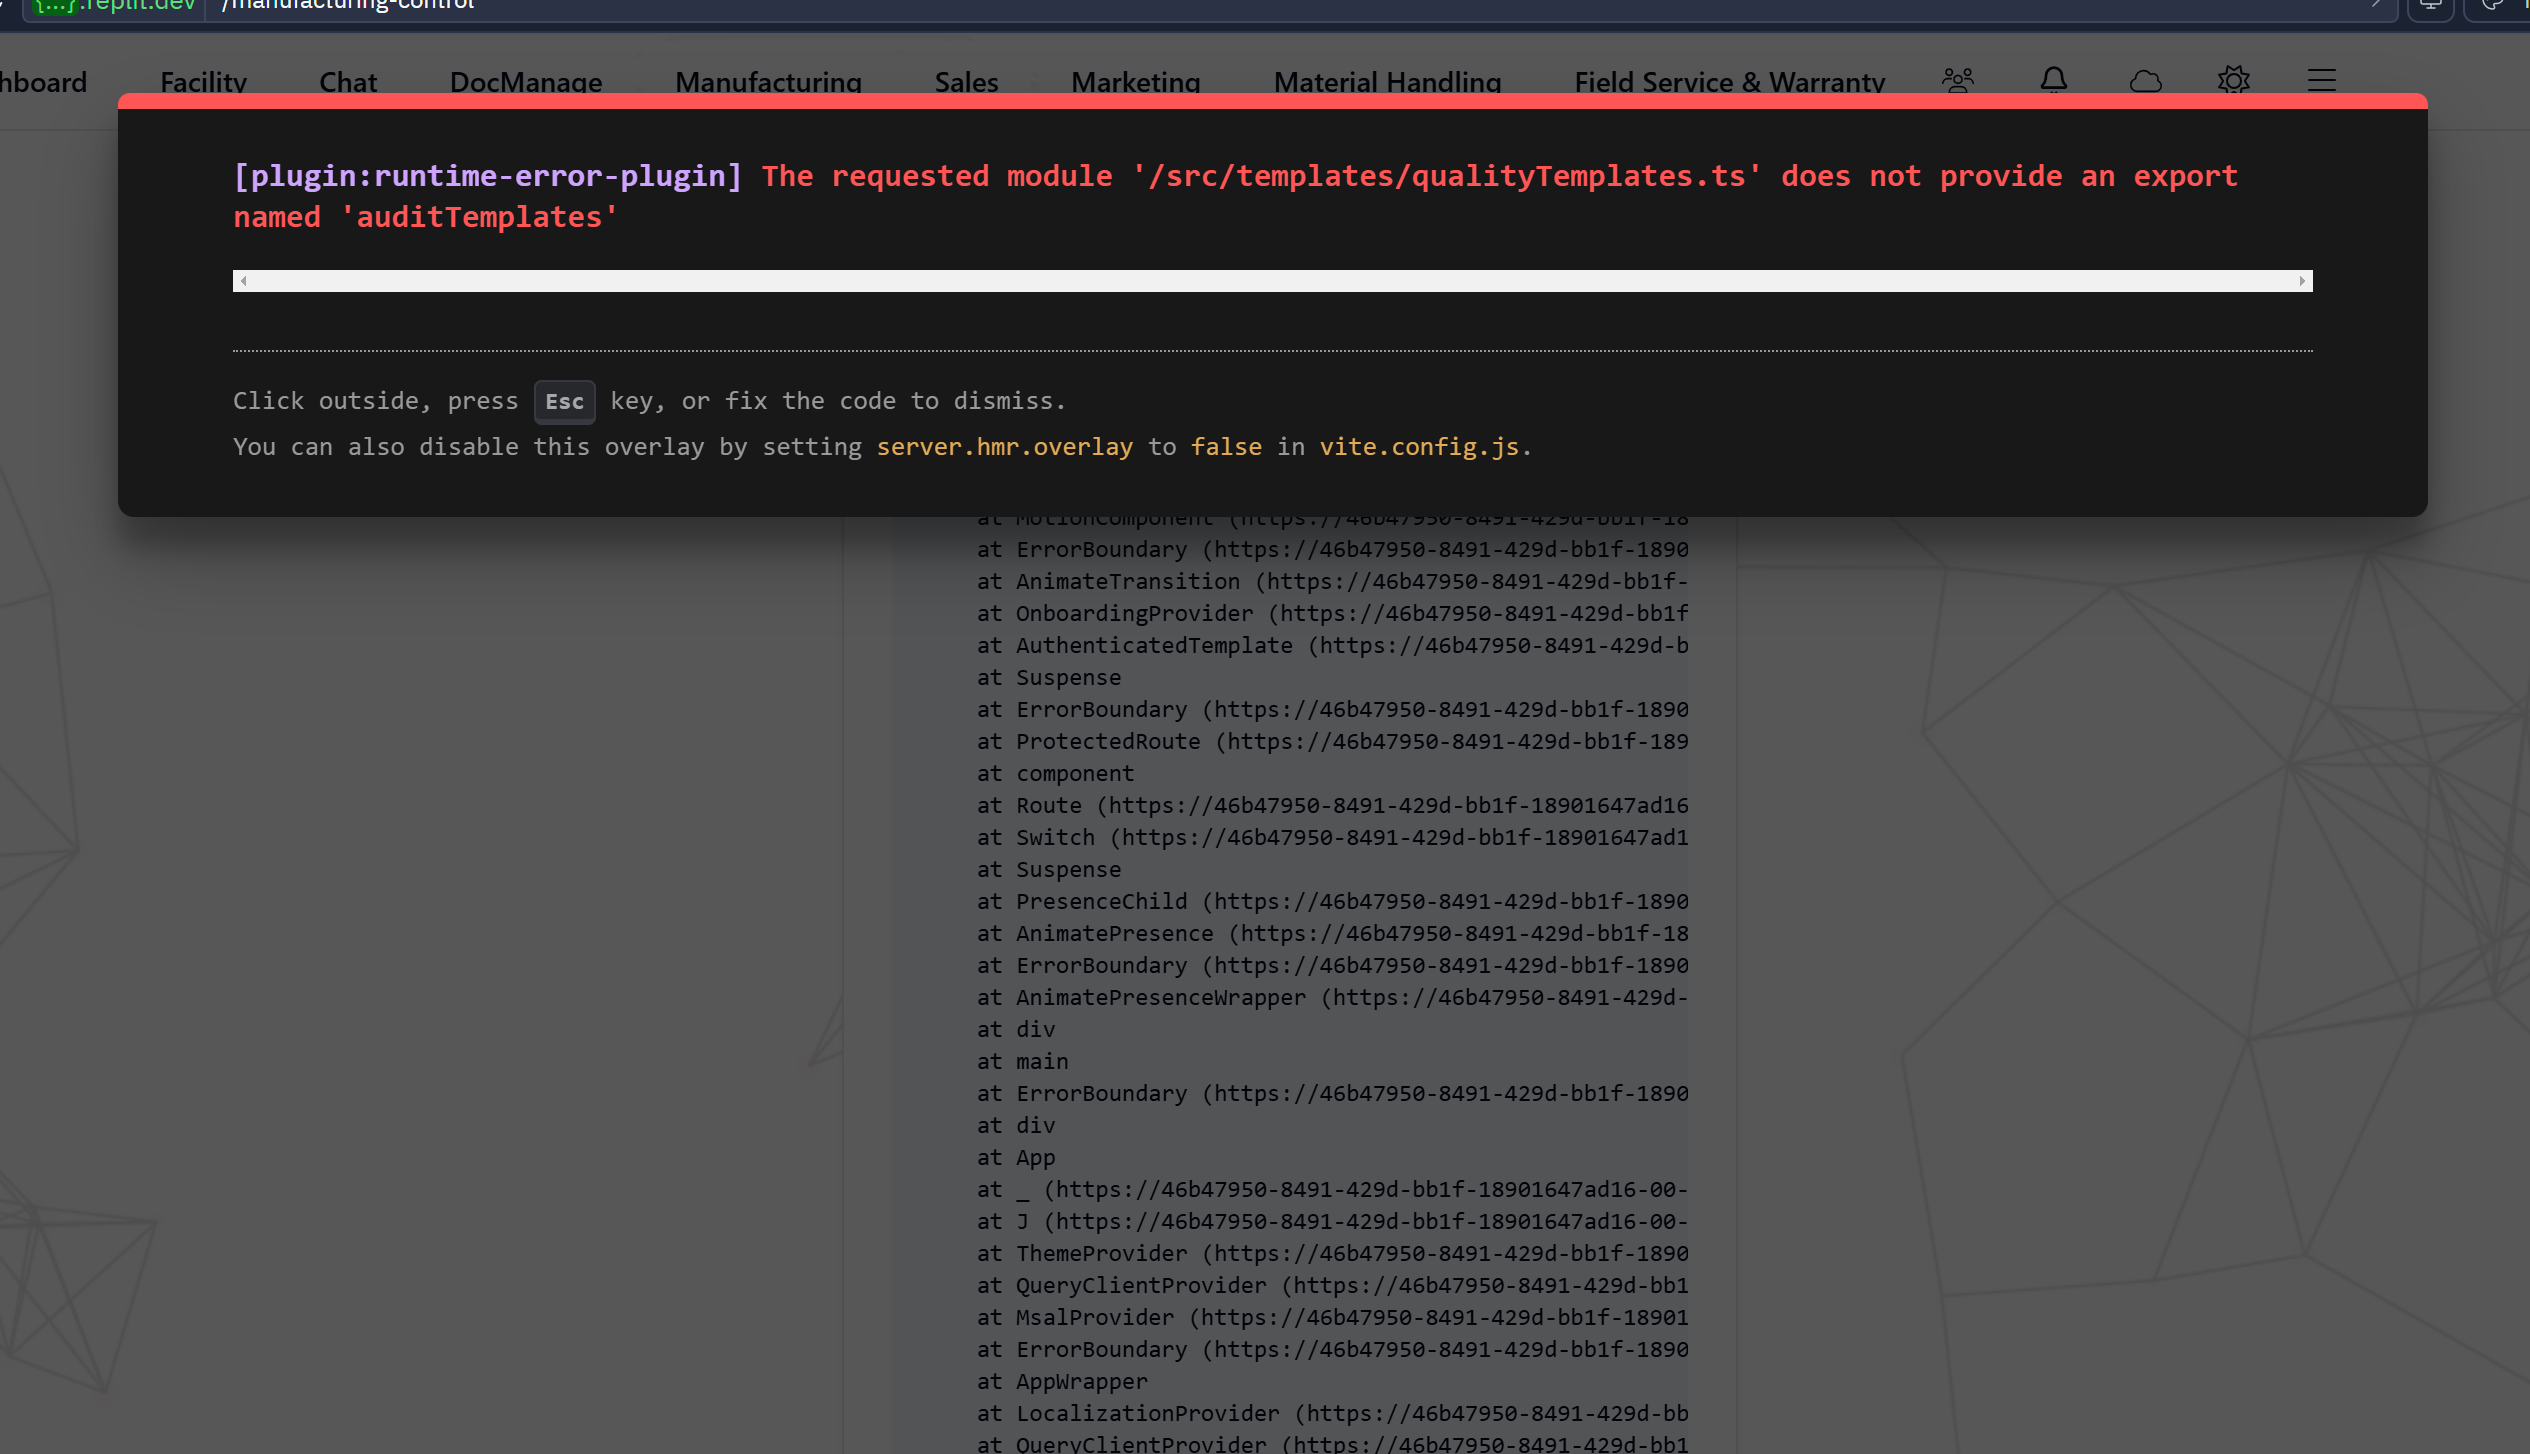 {...}.replit.dev /manufacturing-control
hboard Facility Chat DocManage Manufacturing Sales Marketing Material Handling Field Service & Warranty
[plugin:runtime-error-plugin] The requested module '/src/templates/qualityTemplates.ts' does not provide an export
named 'auditTemplates'
Click outside, press Esc key, or fix the code to dismiss.
You can also disable this overlay by setting server.hmr.overlay to false in vite.config.js.
at MotionComponent (https://46b47950-8491-429d-bb1f-18
at ErrorBoundary (https://46b47950-8491-429d-bb1f-1890
at AnimateTransition (https://46b47950-8491-429d-bb1f-
at OnboardingProvider (https://46b47950-8491-429d-bb1f
at AuthenticatedTemplate (https://46b47950-8491-429d-b
at Suspense
at ErrorBoundary (https://46b47950-8491-429d-bb1f-1890
at ProtectedRoute (https://46b47950-8491-429d-bb1f-189
at component
at Route (https://46b47950-8491-429d-bb1f-18901647ad16
at Switch (https://46b47950-8491-429d-bb1f-18901647ad1
at Suspense
at PresenceChild (https://46b47950-8491-429d-bb1f-1890
at AnimatePresence (https://46b47950-8491-429d-bb1f-18
at ErrorBoundary (https://46b47950-8491-429d-bb1f-1890
at AnimatePresenceWrapper (https://46b47950-8491-429d-
at div
at main
at ErrorBoundary (https://46b47950-8491-429d-bb1f-1890
at div
at App
at _ (https://46b47950-8491-429d-bb1f-18901647ad16-00-
at J (https://46b47950-8491-429d-bb1f-18901647ad16-00-
at ThemeProvider (https://46b47950-8491-429d-bb1f-1890
at QueryClientProvider (https://46b47950-8491-429d-bb1
at MsalProvider (https://46b47950-8491-429d-bb1f-18901
at ErrorBoundary (https://46b47950-8491-429d-bb1f-1890
at AppWrapper
at LocalizationProvider (https://46b47950-8491-429d-bb
at QueryClientProvider (https://46b47950-8491-429d-bb1